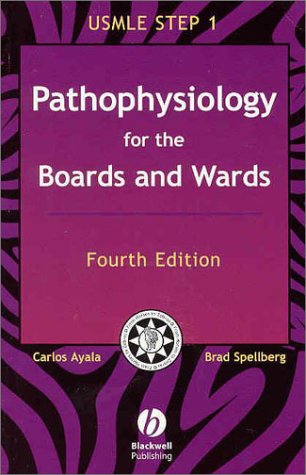 USMLE STEP 1
Pathophysiology
for the
Boards and Wards
Fourth Edition
Carlos Ayala
Brad Spellberg
b
Blackwell
Publishing